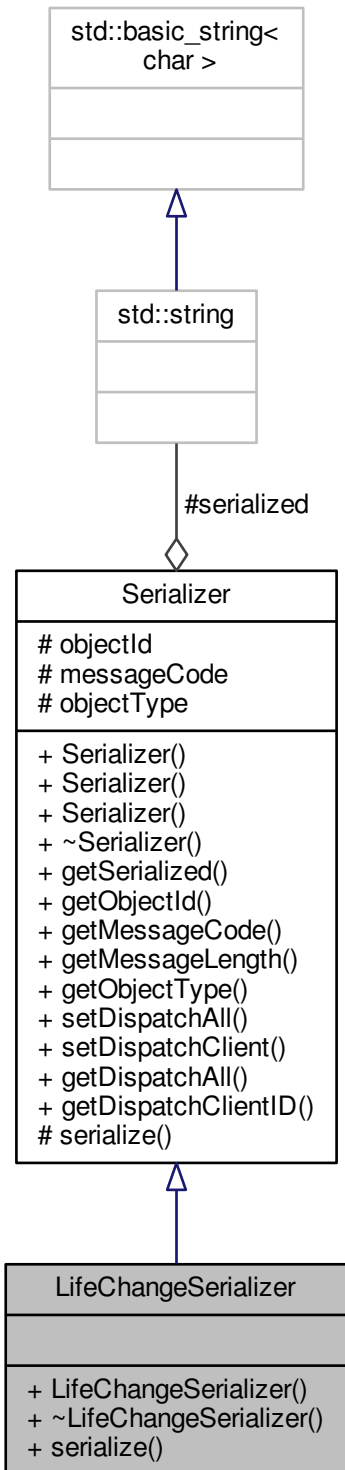 std::basic_string<
char >
std::string
#serialized
Serializer
# objectId
# messageCode
# objectType
+ Serializer()
+ Serializer()
+ Serializer()
+ ~Serializer()
+ getSerialized()
+ getObjectId()
+ getMessageCode()
+ getMessageLength()
+ getObjectType()
+ setDispatchAll()
+ setDispatchClient()
+ getDispatchAll()
+ getDispatchClientID()
# serialize()
LifeChangeSerializer
+ LifeChangeSerializer()
+ ~LifeChangeSerializer()
+ serialize()